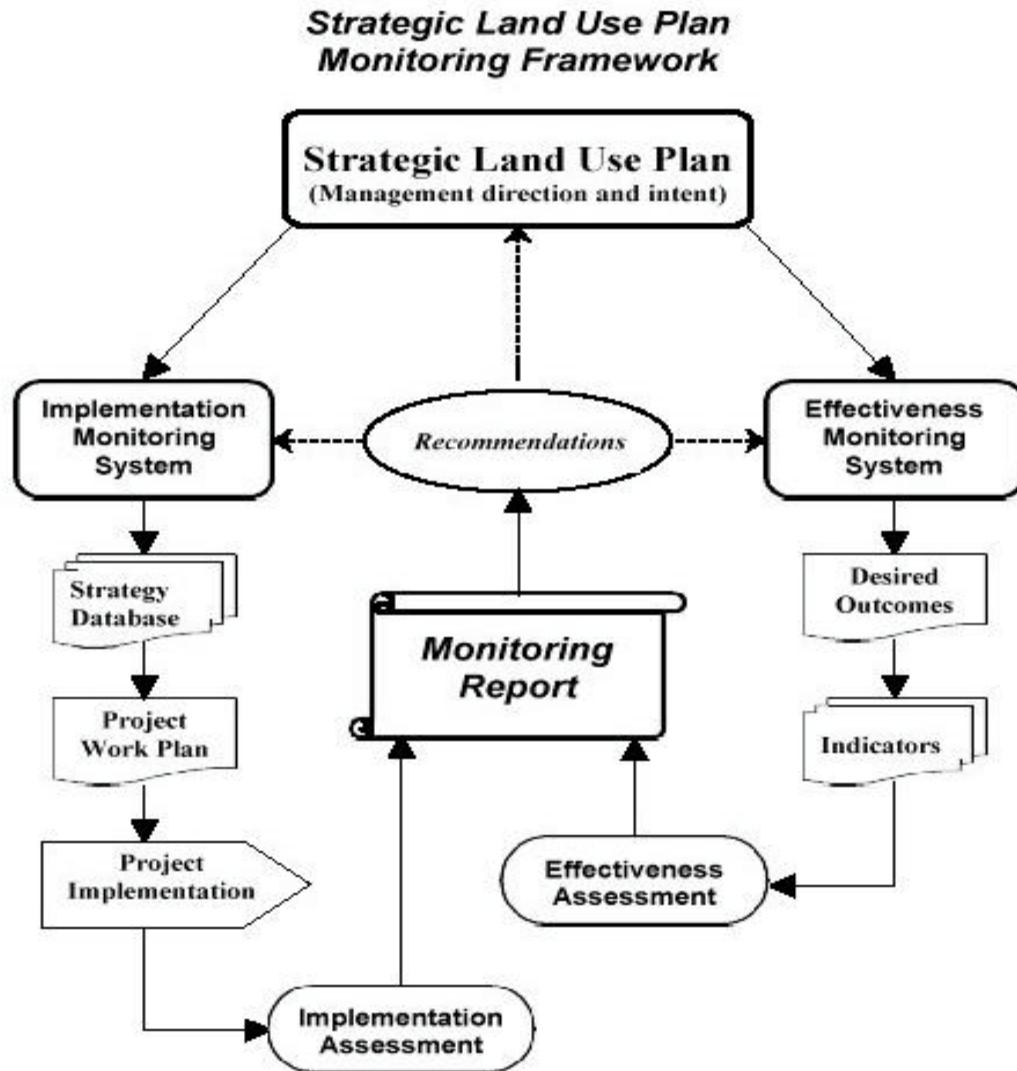 Strategic Land Use Plan
Monitoring Framework
Strategic Land Use Plan
(Management direction and intent)
Implementation
Monitoring
System
Recommendations
Effectiveness
Monitoring
System
Strategy
Database
Desired
Outcomes
Monitoring
Report
Project
Work Plan
Indicators
Project
Implementation
Effectiveness
Assessment
Implementation
Assessment